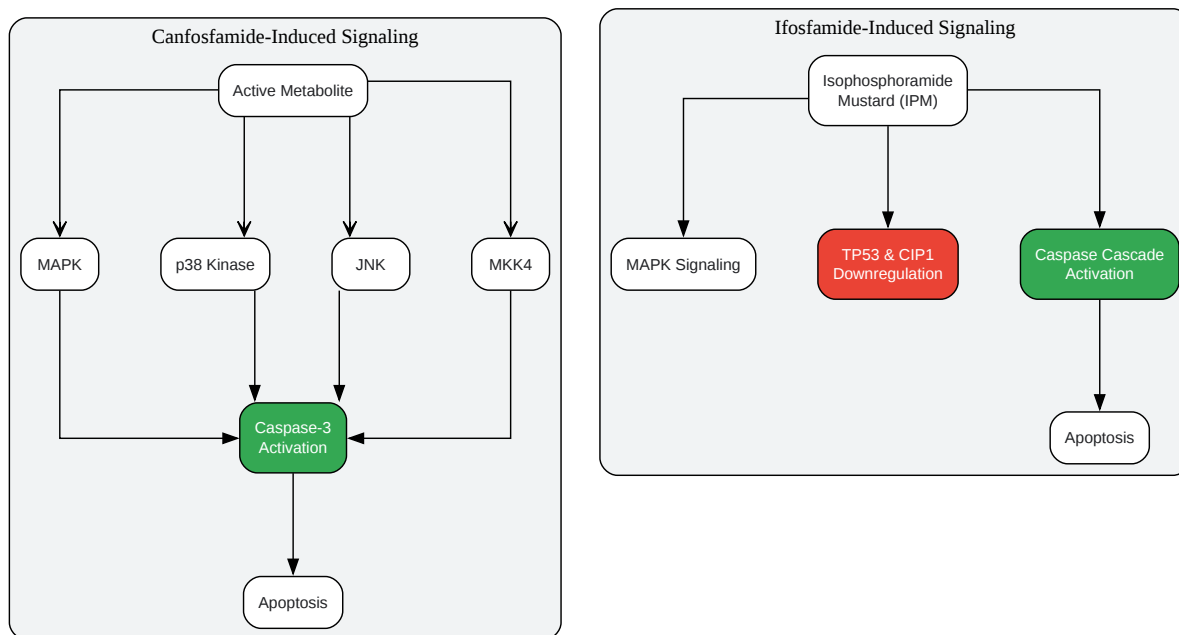 Canfosfamide-Induced Signaling
Active Metabolite
MAPK
p38 Kinase
JNK
MKK4
Caspase-3
Activation
Apoptosis
Ifosfamide-Induced Signaling
Isophosphoramide
Mustard (IPM)
MAPK Signaling
TP53 & CIP1
Downregulation
Caspase Cascade
Activation
Apoptosis